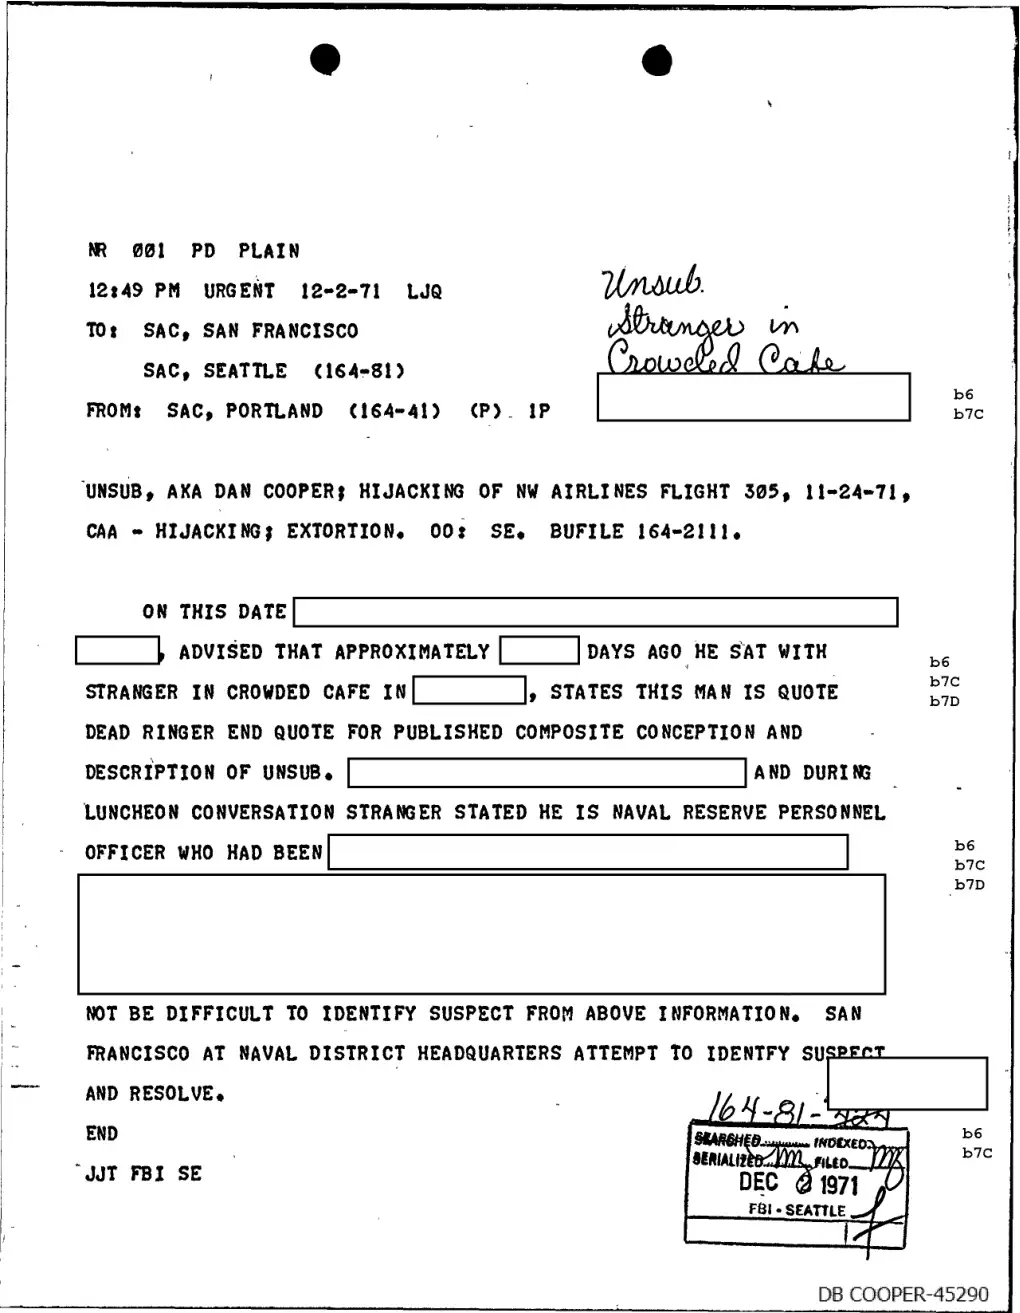 NR 001 PD PLAIN
12:49 PM URGENT 12-2-71 LJQ
TO: SAC, SAN FRANCISCO
SAC, SEATTLE (164-81)
FROM: SAC, PORTLAND (164-41) (P). 1P
Unsub.
Stranger in
Crowded Cafe
b6
b7C
UNSUB, AKA DAN COOPER; HIJACKING OF NW AIRLINES FLIGHT 305, 11-24-71,
CAA - HIJACKING; EXTORTION. OO: SE. BUFILE 164-2111.
ON THIS DATE
, ADVISED THAT APPROXIMATELY DAYS AGO HE SAT WITH
STRANGER IN CROWDED CAFE IN , STATES THIS MAN IS QUOTE
DEAD RINGER END QUOTE FOR PUBLISHED COMPOSITE CONCEPTION AND
DESCRIPTION OF UNSUB. AND DURING
LUNCHEON CONVERSATION STRANGER STATED HE IS NAVAL RESERVE PERSONNEL
OFFICER WHO HAD BEEN
b6
b7C
b7D
b6
b7C
b7D
NOT BE DIFFICULT TO IDENTIFY SUSPECT FROM ABOVE INFORMATION. SAN
FRANCISCO AT NAVAL DISTRICT HEADQUARTERS ATTEMPT TO IDENTFY SUSPECT
AND RESOLVE.
END
JJT FBI SE
b6
b7C
164-81-
SEARHED INDEXED
SERIALIZED FILED
DEC 2 1971
FBI - SEATTLE
DB COOPER-45290